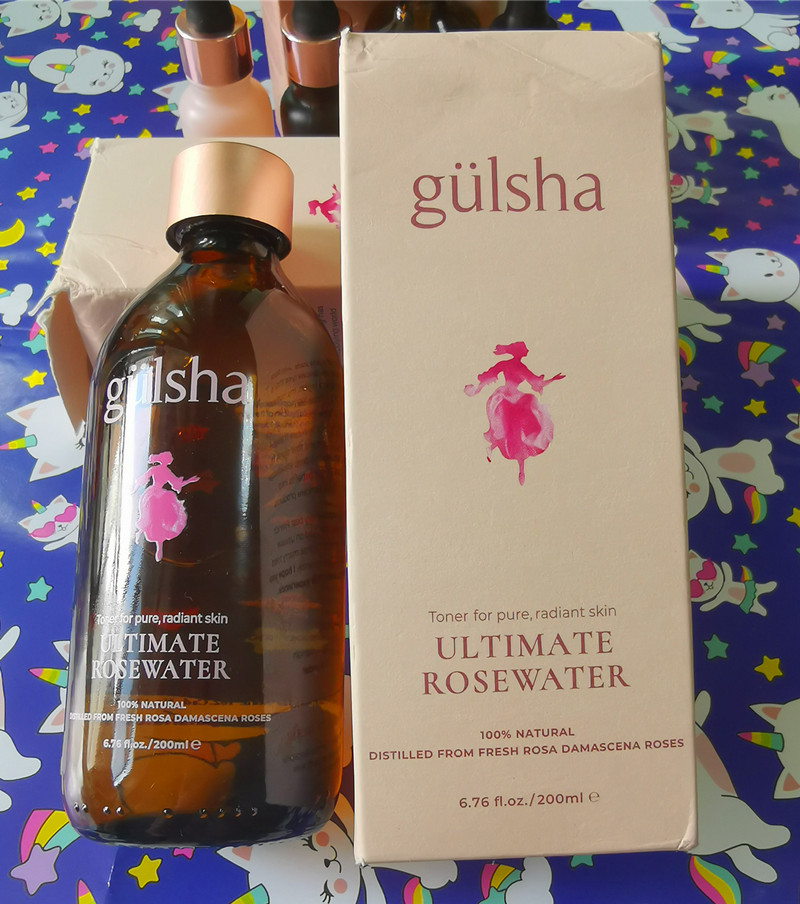 gülsha
Toner for pure, radiant skin
ULTIMATE
ROSEWATER
100% NATURAL
DISTILLED FROM FRESH ROSA DAMASCENA ROSES
6.76 fl.oz./200ml ℮
gülsha
Toner for pure, radiant skin
ULTIMATE
ROSEWATER
100% NATURAL
DISTILLED FROM FRESH ROSA DAMASCENA ROSES
6.76 fl.oz./200ml ℮